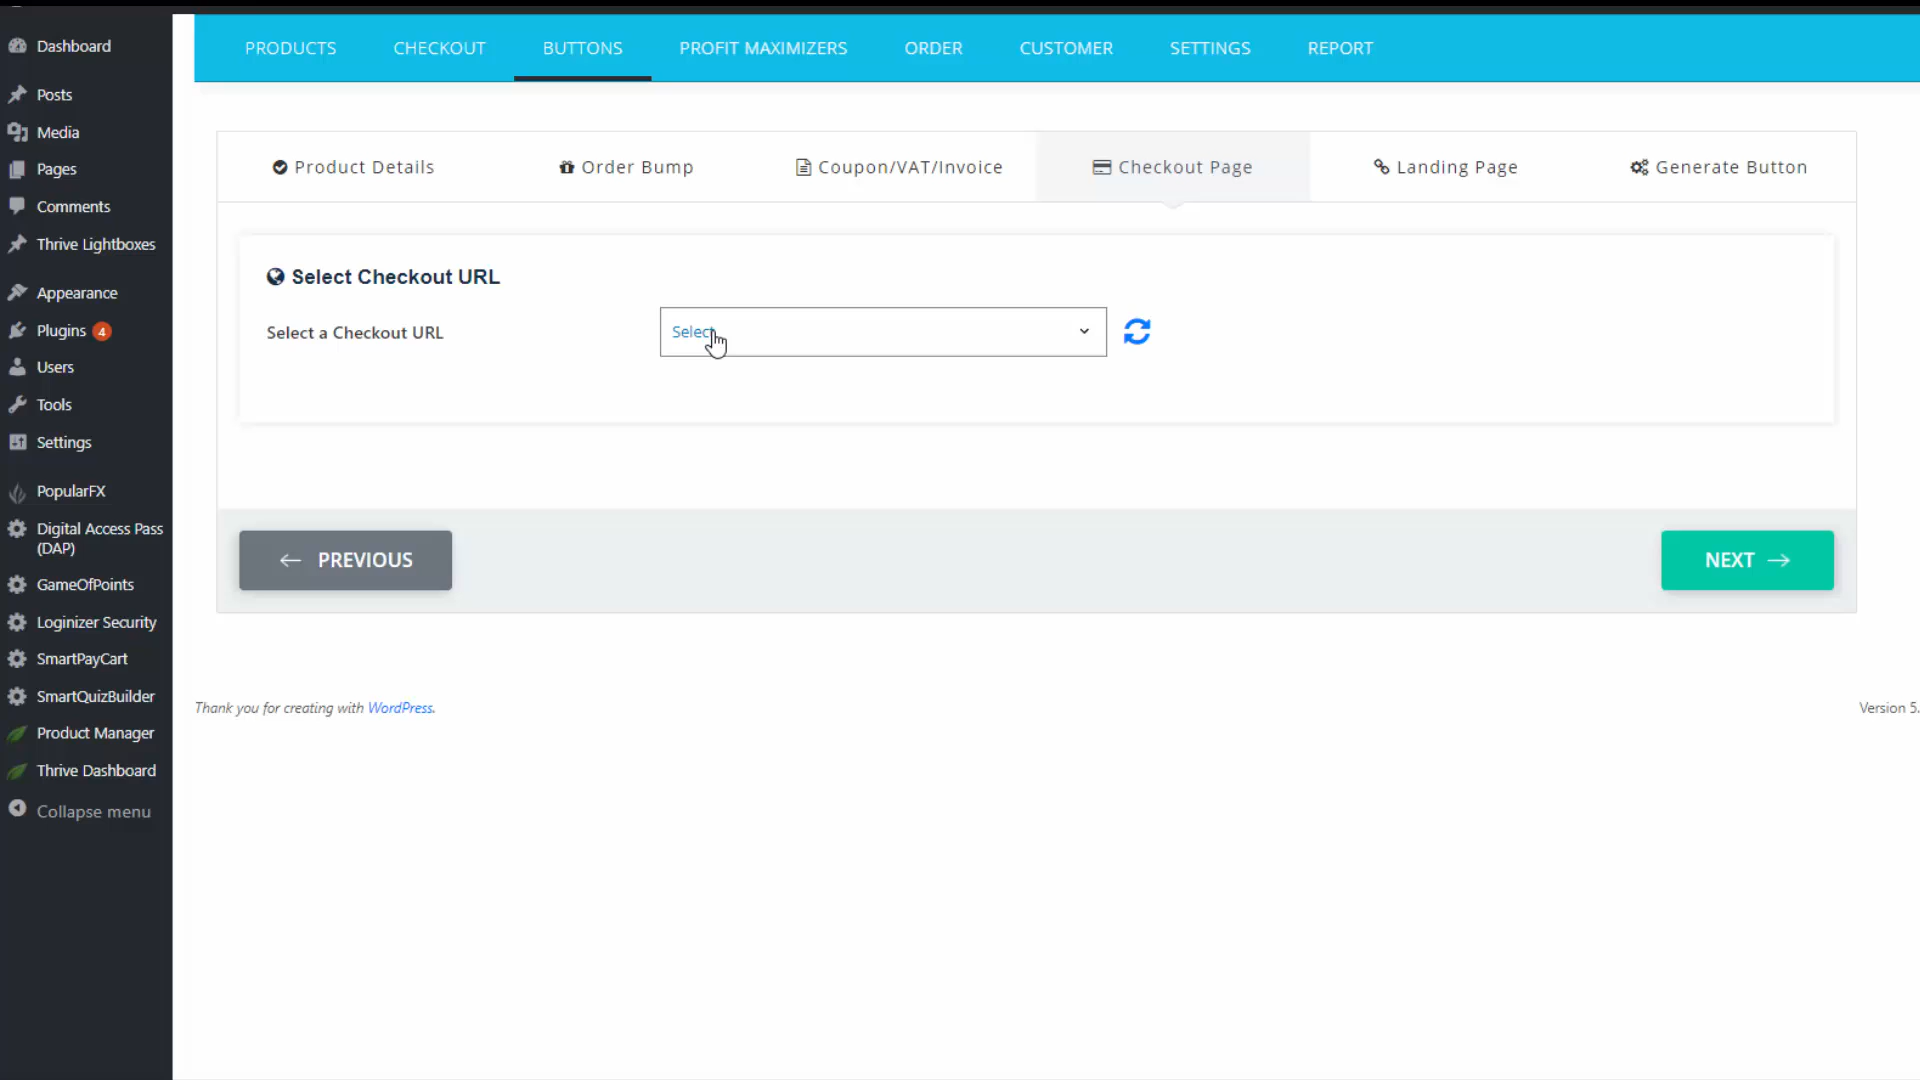 Dashboard
Posts
Media
Pages
Comments
Thrive Lightboxes
Appearance
Plugins 4
Users
Tools
Settings
PopularFX
Digital Access Pass
(DAP)
GameOfPoints
Loginizer Security
SmartPayCart
SmartQuizBuilder
Product Manager
Thrive Dashboard
Collapse menu
PRODUCTS CHECKOUT BUTTONS PROFIT MAXIMIZERS ORDER CUSTOMER SETTINGS REPORT
Product Details Order Bump Coupon/VAT/Invoice Checkout Page Landing Page Generate Button
Select Checkout URL
Select a Checkout URL Select
PREVIOUS NEXT
Thank you for creating with WordPress. Version 5.